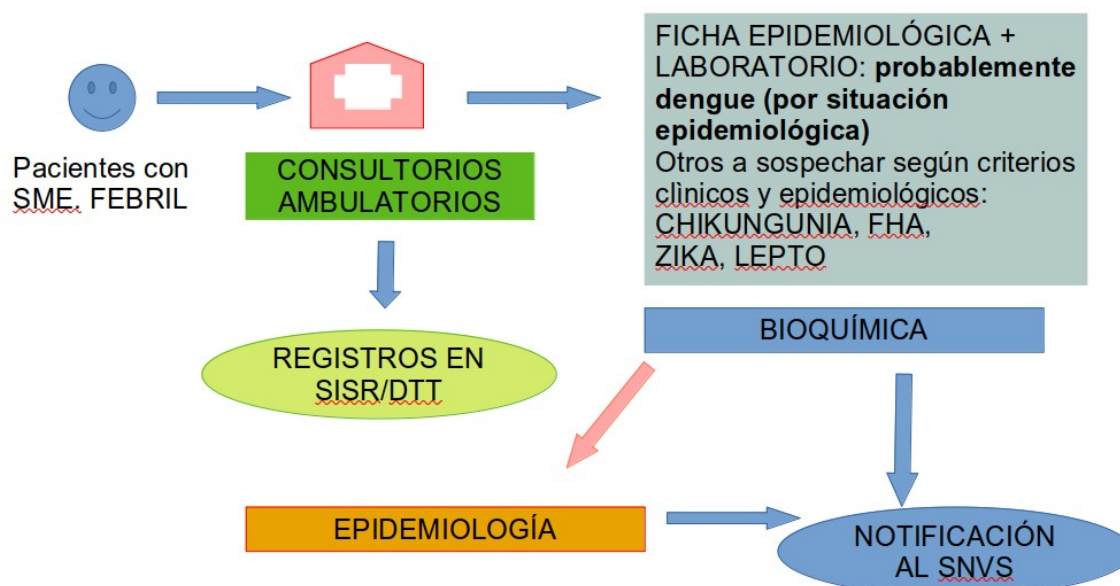 Pacientes con
SME. FEBRIL
CONSULTORIOS
AMBULATORIOS
FICHA EPIDEMIOLÓGICA +
LABORATORIO: probablemente
dengue (por situación
epidemiológica)
Otros a sospechar según criterios
clìnicos y epidemiológicos:
CHIKUNGUNIA, FHA,
ZIKA, LEPTO
REGISTROS EN
SISR/DTT
BIOQUÍMICA
EPIDEMIOLOGÍA
NOTIFICACIÓN
AL SNVS